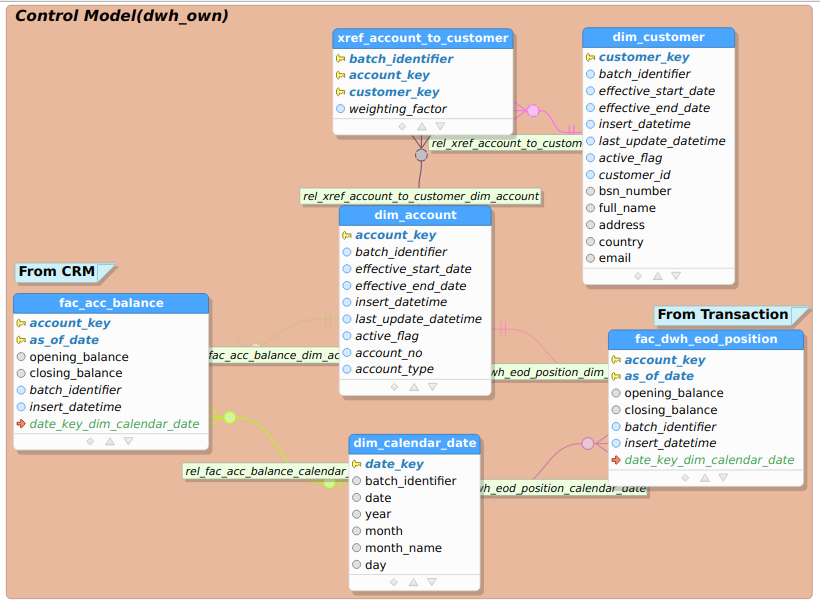 Control Model(dwh_own)
xref_account_to_customer
batch_identifier
account_key
customer_key
weighting_factor
dim_customer
customer_key
batch_identifier
effective_start_date
effective_end_date
insert_datetime
last_update_datetime
active_flag
customer_id
bsn_number
full_name
address
country
email
rel_xref_account_to_custom
rel_xref_account_to_customer_dim_account
dim_account
account_key
batch_identifier
effective_start_date
effective_end_date
insert_datetime
last_update_datetime
active_flag
account_no
account_type
From CRM
fac_acc_balance
account_key
as_of_date
opening_balance
closing_balance
batch_identifier
insert_datetime
date_key_dim_calendar_date
fac_acc_balance_dim_ac
From Transaction
fac_dwh_eod_position
account_key
as_of_date
opening_balance
closing_balance
batch_identifier
insert_datetime
date_key_dim_calendar_date
wh_eod_position_dim_
rel_fac_acc_balance_calendar_
dim_calendar_date
date_key
batch_identifier
date
year
month
month_name
day
wh_eod_position_calendar_date